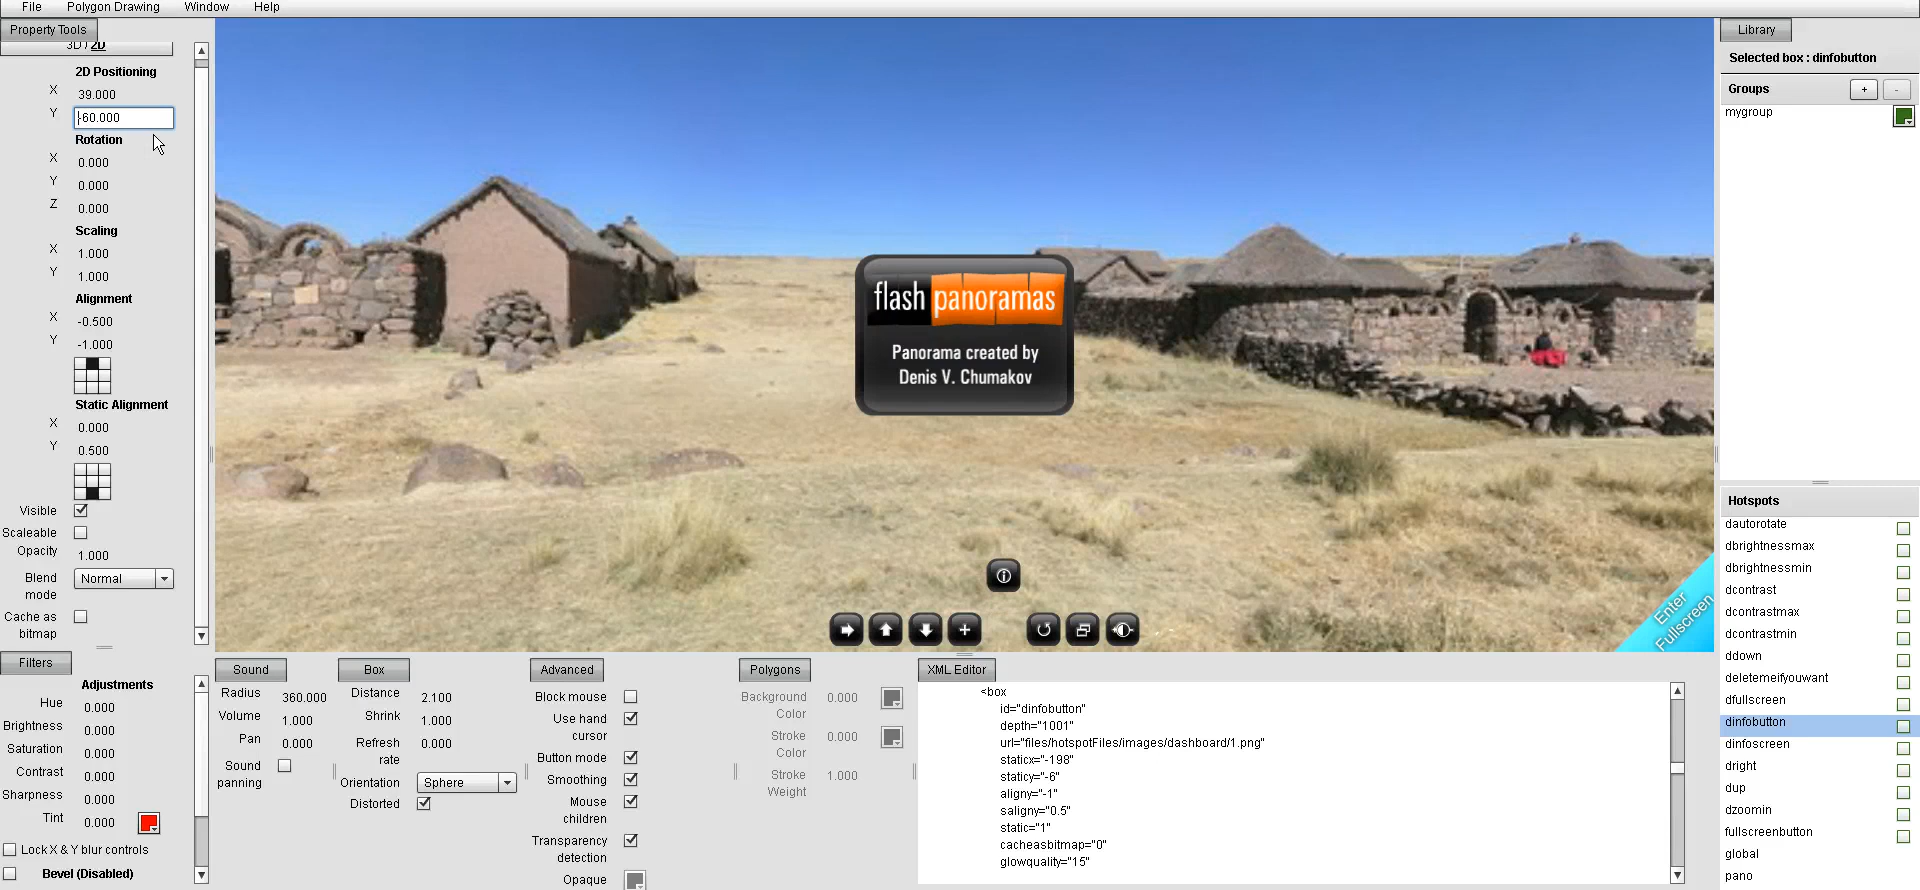 File Polygon Drawing Window Help
Property Tools
3D / 2D
2D Positioning
X 39.000
Y -60.000
Rotation
X 0.000
Y 0.000
Z 0.000
Scaling
X 1.000
Y 1.000
Alignment
X -0.500
Y -1.000
Static Alignment
X 0.000
Y 0.500
Visible
Scaleable
Opacity 1.000
Blend mode Normal
Cache as bitmap
Filters
Adjustments
Hue 0.000
Brightness 0.000
Saturation 0.000
Contrast 0.000
Sharpness 0.000
Tint 0.000
Lock X & Y blur controls
Bevel (Disabled)
flash panoramas
Panorama created by
Denis V. Chumakov
Enter
Fullscreen
Sound
Radius 360.000
Volume 1.000
Pan 0.000
Sound
panning
Box
Distance 2.100
Shrink 1.000
Refresh
rate 0.000
Orientation Sphere
Distorted
Advanced
Block mouse
Use hand
cursor
Button mode
Smoothing
Mouse
children
Transparency
detection
Opaque
Polygons
Background
Color 0.000
Stroke
Color 0.000
Stroke
Weight 1.000
XML Editor
<box
id="dinfobutton"
depth="1001"
url="files/hotspotFiles/images/dashboard/1.png"
staticx="-198"
staticy="-6"
aligny="-1"
saligny="0.5"
static="1"
cacheasbitmap="0"
glowquality="15"
Library
Selected box : dinfobutton
Groups + -
mygroup
Hotspots
dautorotate
dbrightnessmax
dbrightnessmin
dcontrast
dcontrastmax
dcontrastmin
ddown
deletemeifyouwant
dfullscreen
dinfobutton
dinfoscreen
dright
dup
dzoomin
fullscreenbutton
global
pano